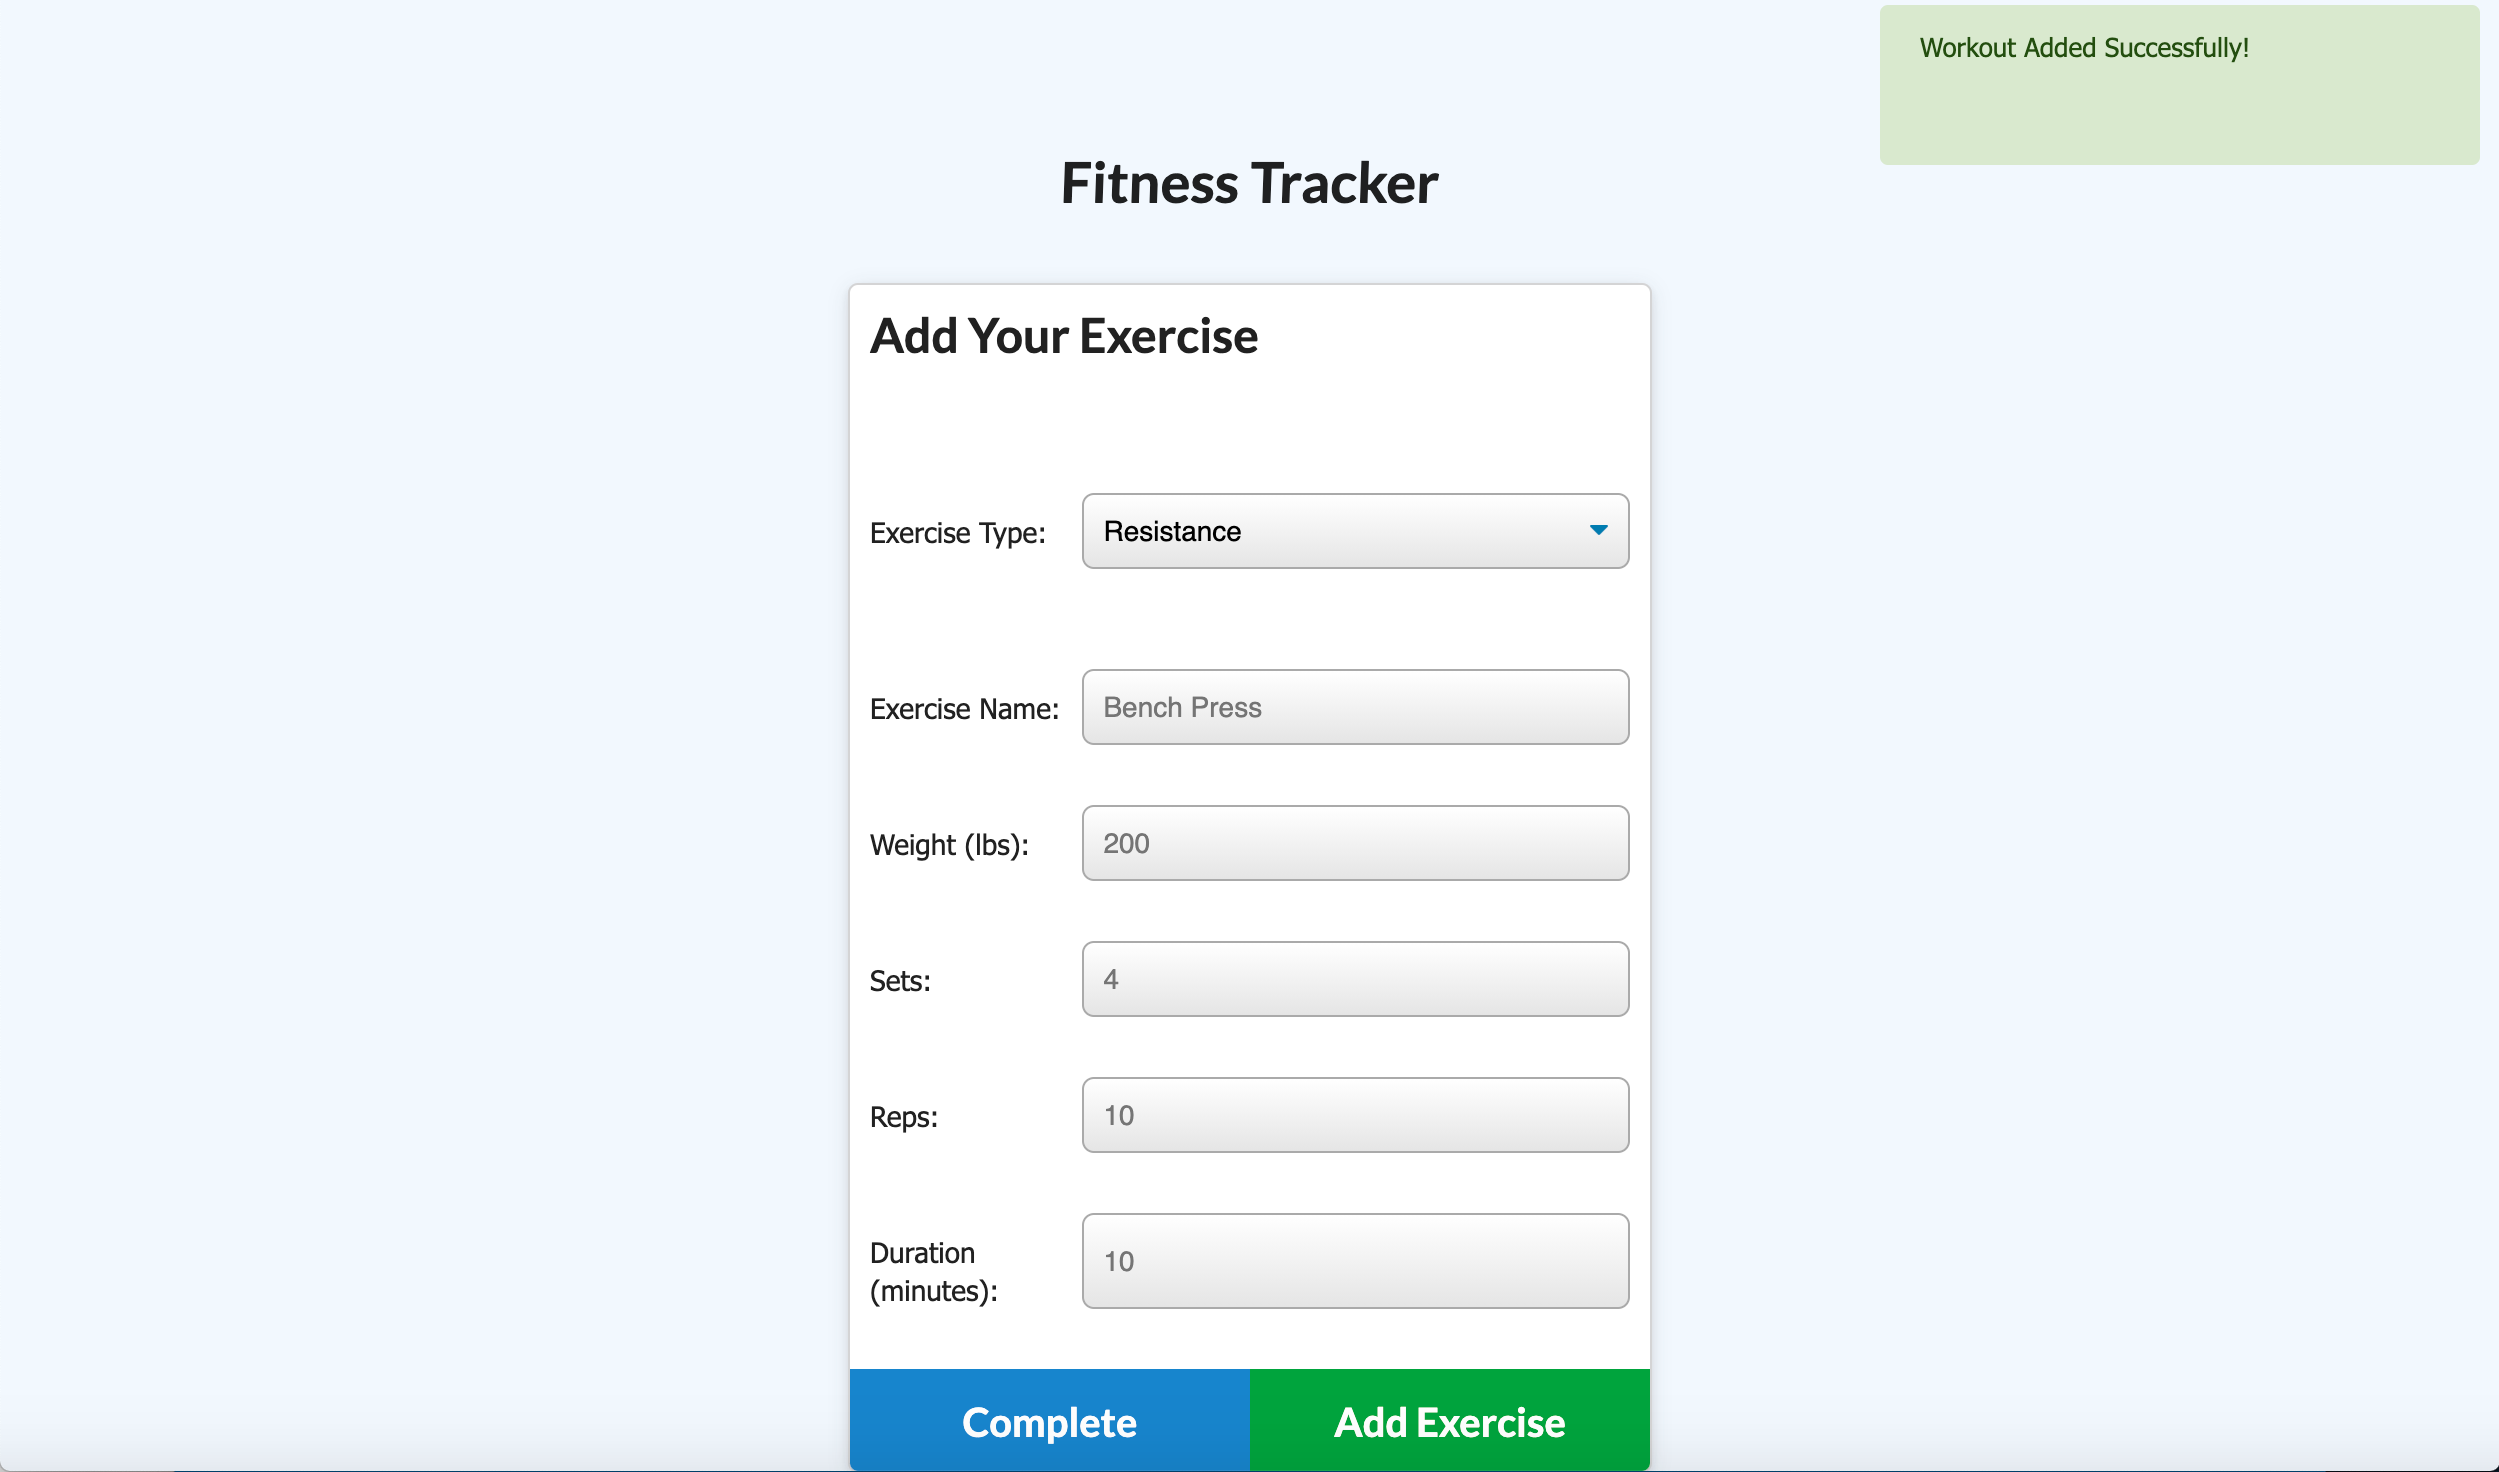 Workout Added Successfully!
Fitness Tracker
Add Your Exercise
Exercise Type:
Resistance
Exercise Name:
Bench Press
Weight (lbs):
200
Sets:
4
Reps:
10
Duration
(minutes):
10
Complete
Add Exercise